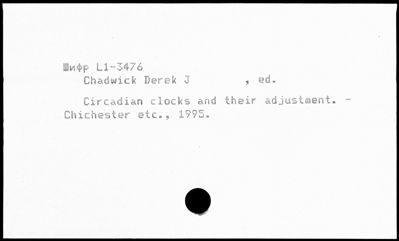 Шифр L1-3476
Chadwick Derek J , ed.
Circadian clocks and their adjustment. -
Chichester etc., 1995.